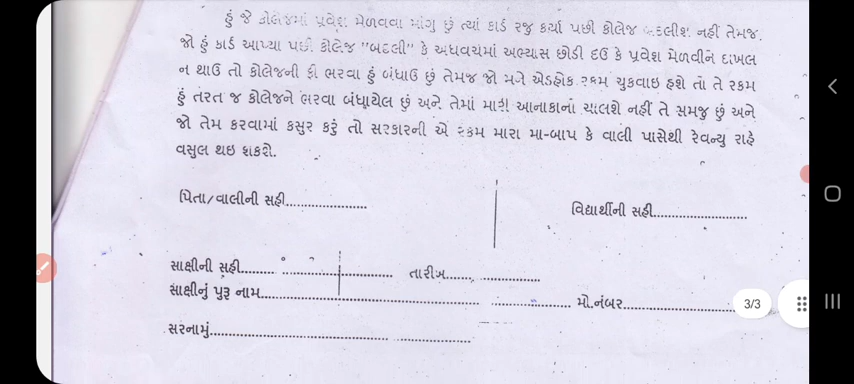 હું જે કોલેજમાં પ્રવેશ મેળવવા માંગુ છું ત્યાં કાર્ડ રજુ કર્યા પછી કોલેજ બદલીશ નહીં તેમજ
જો હું કાર્ડ આપ્યા પછી કોલેજ "બદલી" કે અધવચમાં અભ્યાસ છોડી દઉ કે પ્રવેશ મેળવીને દાખલ
ન થાઉ તો કોલેજની ફી ભરવા હું બંધાઉ છું તેમજ જો મને એડહોક રકમ ચુકવાઇ હશે તો તે રકમ
હું તરત જ કોલેજને ભરવા બંધાયેલ છું અને તેમાં મારી આનાકાની ચાલશે નહીં તે સમજુ છું અને
જો તેમ કરવામાં કસુર કરું તો સરકારની એ રકમ મારા મા-બાપ કે વાલી પાસેથી રેવન્યુ રાહે
વસુલ થઇ શકશે.
પિતા/વાલીની સહી....................
વિદ્યાર્થીની સહી.......................
સાક્ષીની સહી......... ........................... તારીખ....... ...............
સાક્ષીનું પુરૂ નામ...................................................... .................... મો.નંબર............................
સરનામું............................................. ...................
3/3